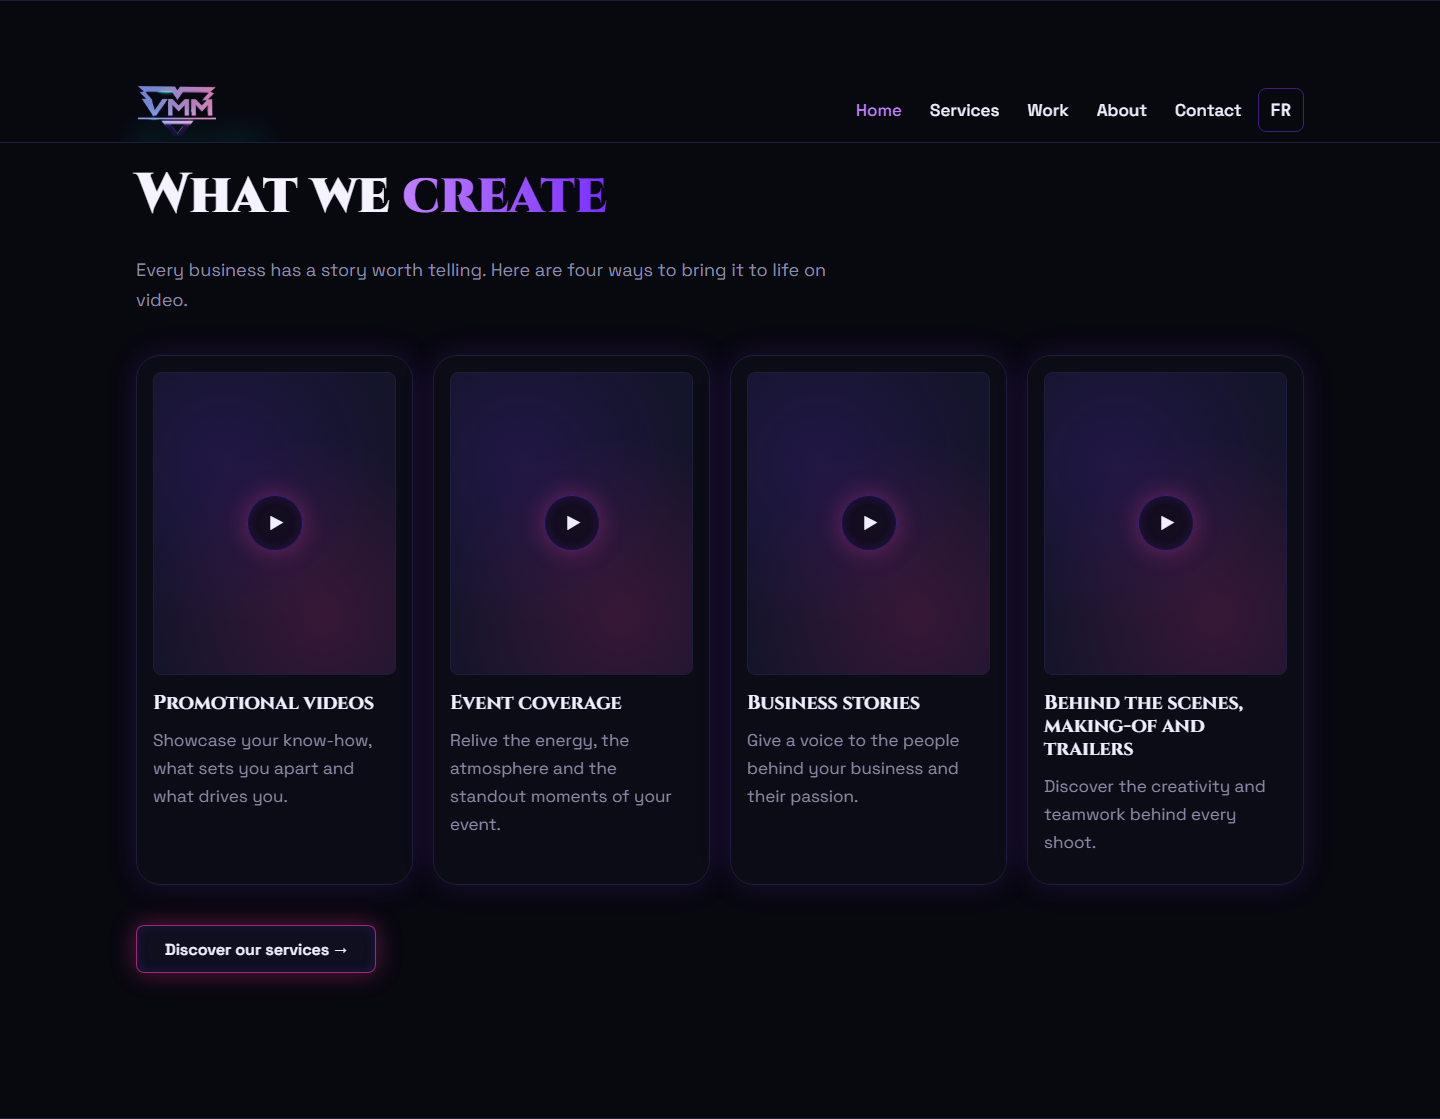 VMM
Home Services Work About Contact FR
What we create
Every business has a story worth telling. Here are four ways to bring it to life on
video.
Promotional videos
Showcase your know-how,
what sets you apart and
what drives you.
Event coverage
Relive the energy, the
atmosphere and the
standout moments of your
event.
Business stories
Give a voice to the people
behind your business and
their passion.
Behind the scenes,
making-of and
trailers
Discover the creativity and
teamwork behind every
shoot.
Discover our services →